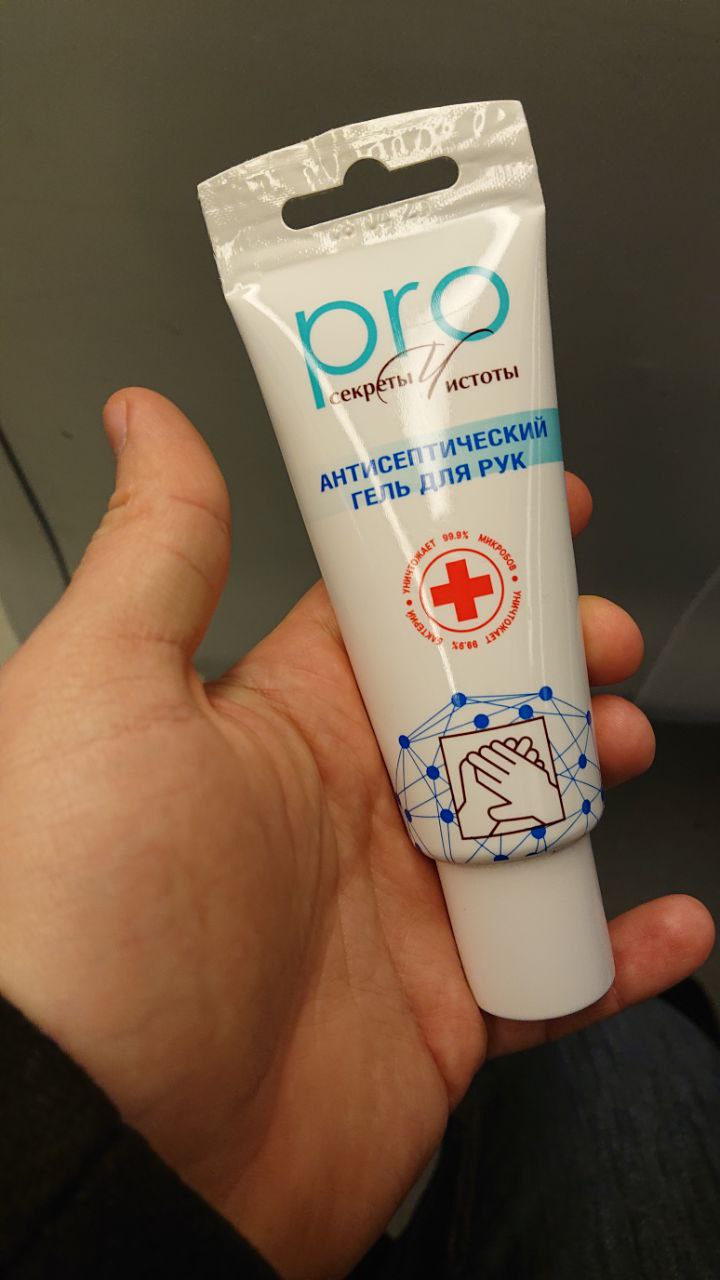 pro
секреты Чистоты
АНТИСЕПТИЧЕСКИЙ
ГЕЛЬ ДЛЯ РУК
УНИЧТОЖАЕТ 99.9% МИКРОБОВ • УНИЧТОЖАЕТ 99.9% БАКТЕРИЙ •